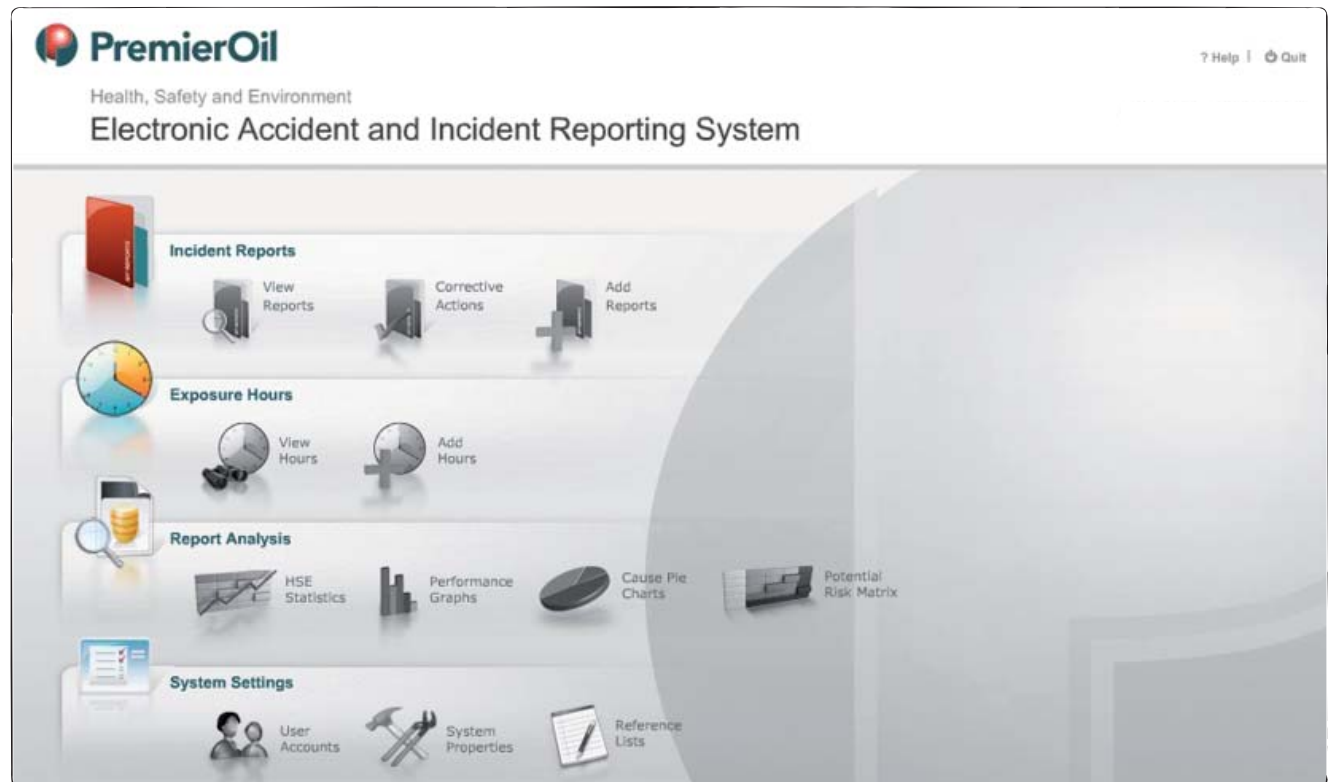 PremierOil
? Help
Quit
Health, Safety and Environment
Electronic Accident and Incident Reporting System
Incident Reports
View
Reports
Corrective
Actions
Add
Reports
Exposure Hours
View
Hours
Add
Hours
Report Analysis
HSE
Statistics
Performance
Graphs
Cause Pie
Charts
Potential
Risk Matrix
System Settings
User
Accounts
System
Properties
Reference
Lists